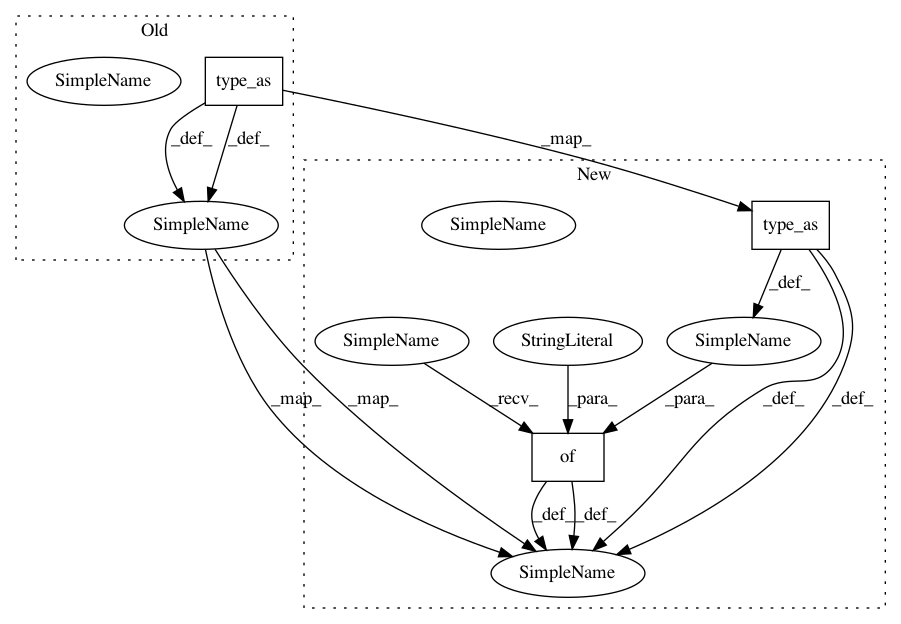 Old
SimpleName
type_as
_def_
_def_
_map_
New
SimpleName
SimpleName
type_as
_def_
SimpleName
StringLiteral
SimpleName
_map_
_map_
_recv_
_para_
_para_
_def_
_def_
of
_def_
_def_
SimpleName